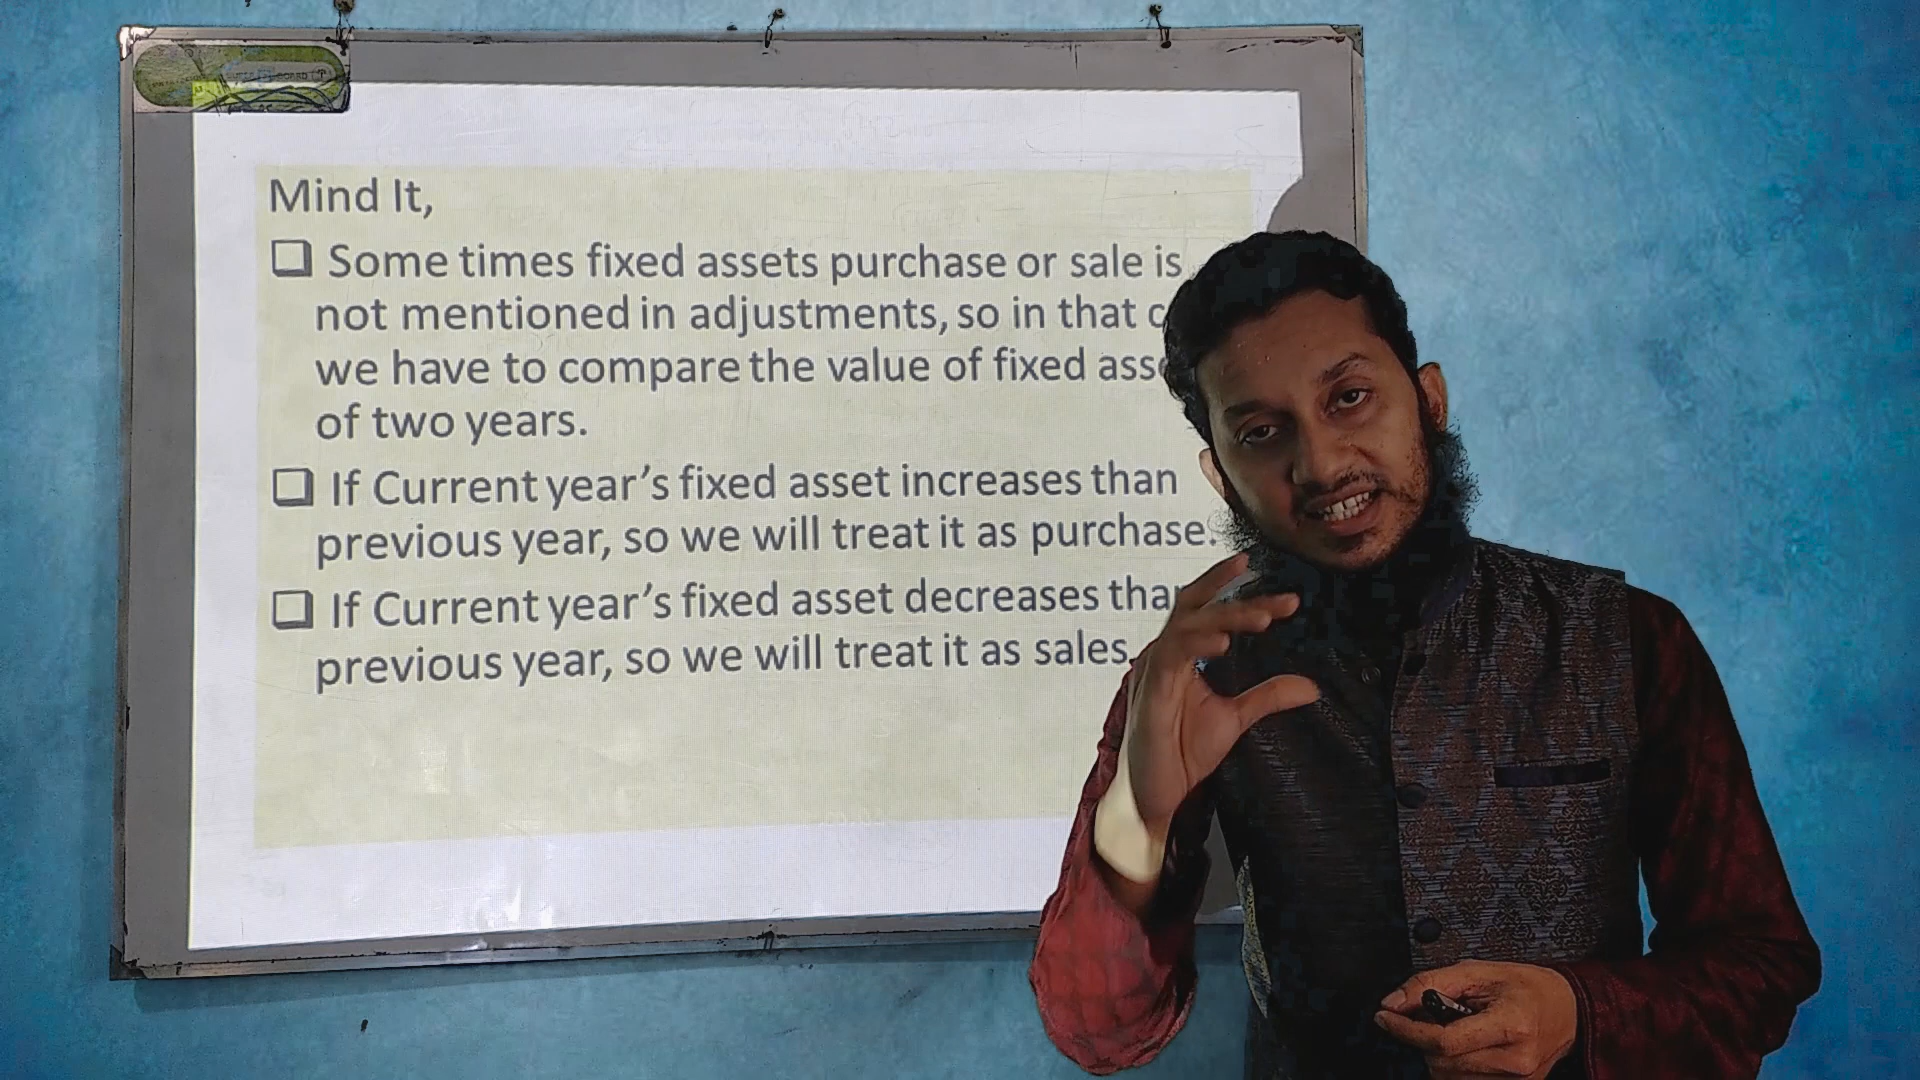 Mind It,
❑ Some times fixed assets purchase or sale is
not mentioned in adjustments, so in that
we have to compare the value of fixed
of two years.
❑ If Current year's fixed asset increases than
previous year, so we will treat it as purchase.
❑ If Current year's fixed asset decreases
previous year, so we will treat it as sales.